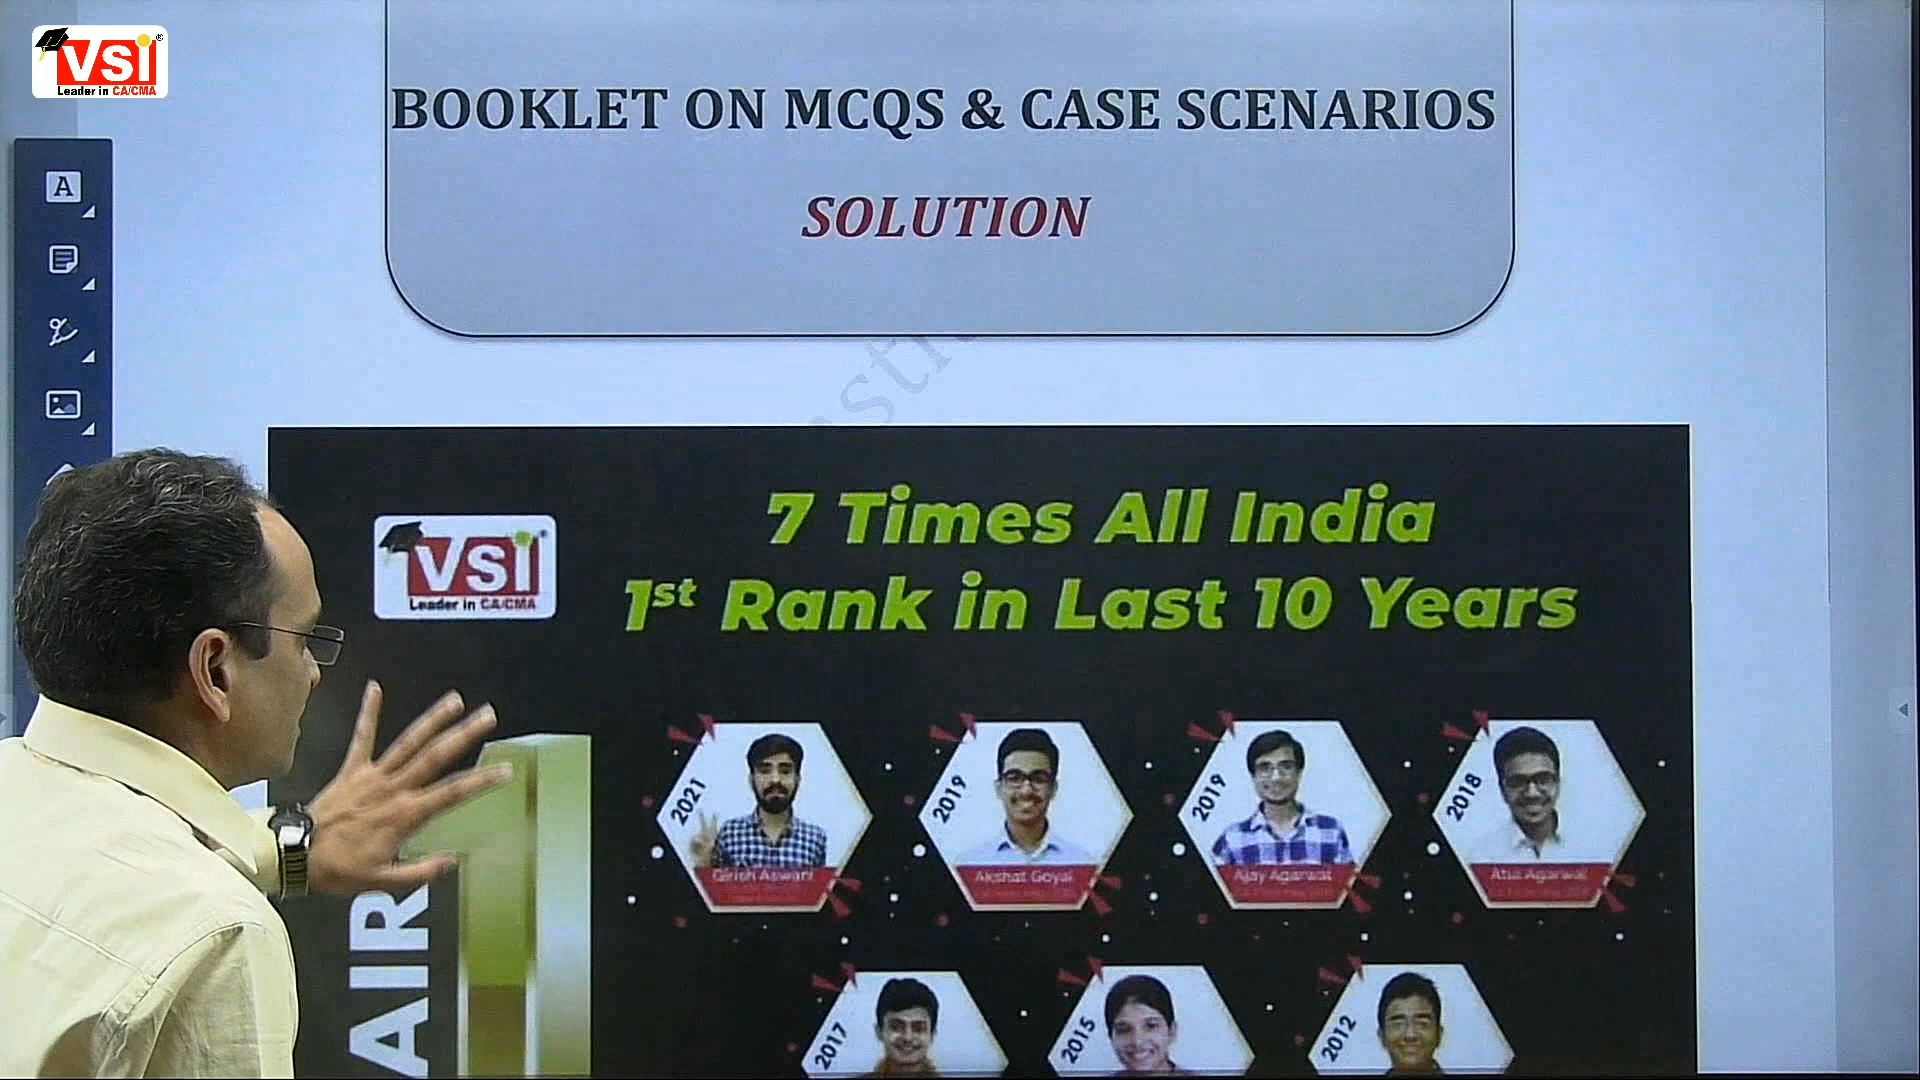 VSI
Leader in CA/CMA
BOOKLET ON MCQS & CASE SCENARIOS
SOLUTION
A
VSI
Leader in CA/CMA
7 Times All India
1st Rank in Last 10 Years
2021
2019
2019
2018
Girish Aswani
Akshat Goyal
Ajay Agarwal
Atul Agarwal
AIR
1
2017
2015
2012